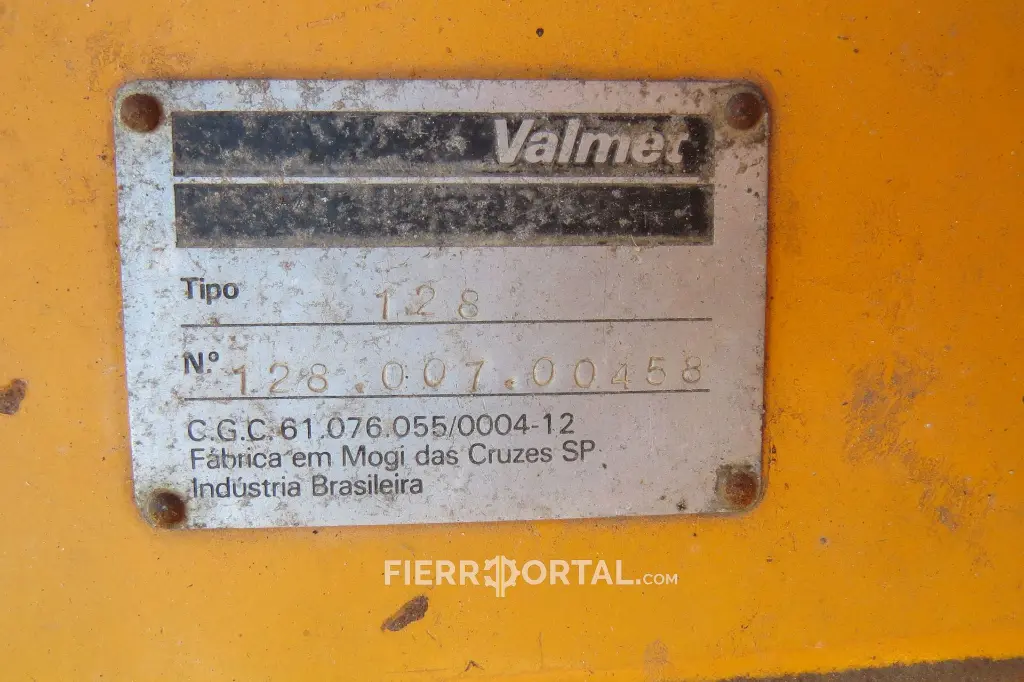 Valmet
Tipo 128
N.º 128.007.00458
C.G.C. 61.076.055/0004-12
Fábrica em Mogi das Cruzes SP
Indústria Brasileira
FIERROPORTAL.COM